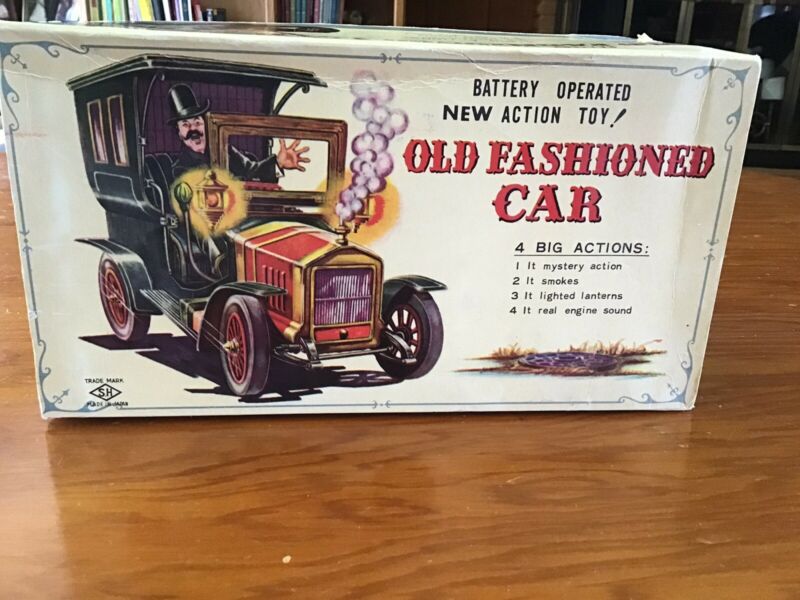 BATTERY OPERATED
NEW ACTION TOY!
OLD FASHIONED
CAR
4 BIG ACTIONS:
1 It mystery action
2 It smokes
3 It lighted lanterns
4 It real engine sound
TRADE MARK
S.H
MADE IN JAPAN